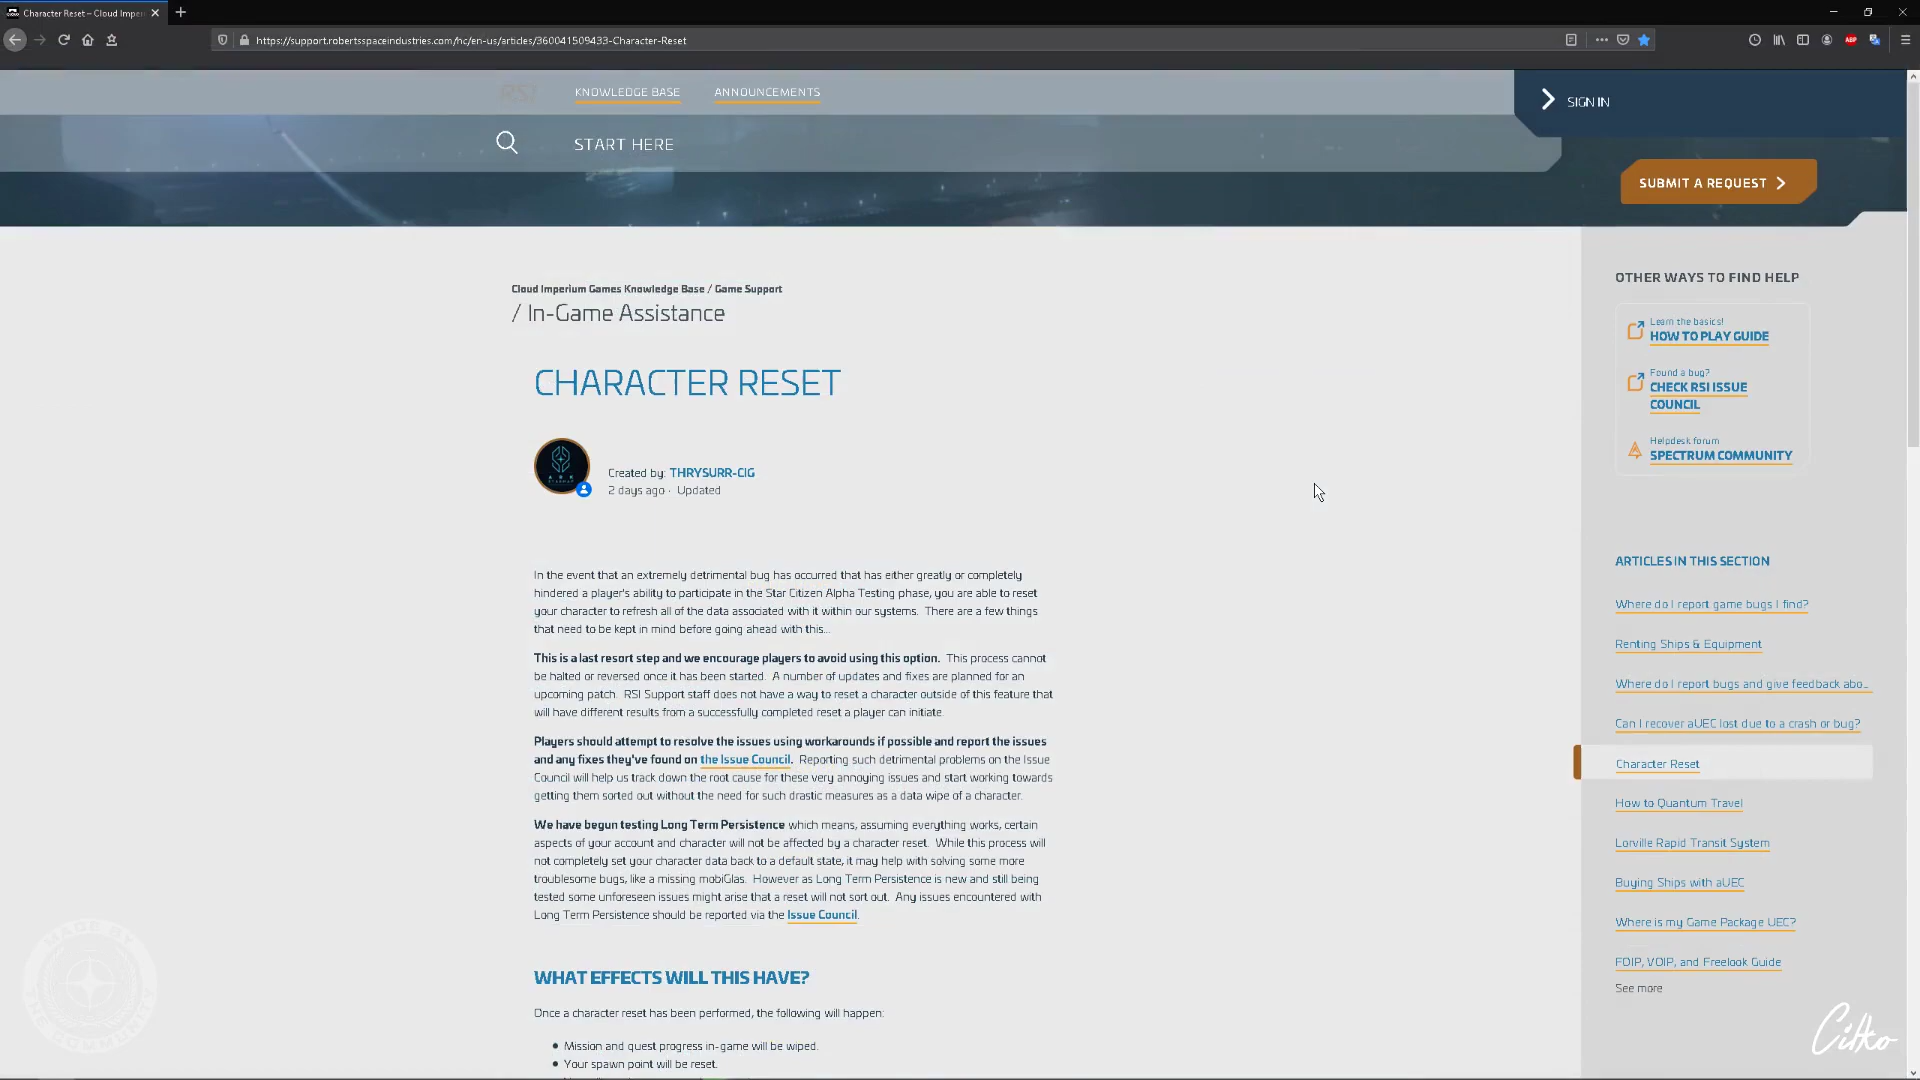 Character Reset – Cloud Imperi
https://support.robertsspaceindustries.com/hc/en-us/articles/360041509433-Character-Reset
ABP
RSI
KNOWLEDGE BASE
ANNOUNCEMENTS
SIGN IN
START HERE
SUBMIT A REQUEST
Cloud Imperium Games Knowledge Base / Game Support
/ In-Game Assistance
CHARACTER RESET
Created by: THRYSURR-CIG
2 days ago · Updated
In the event that an extremely detrimental bug has occurred that has either greatly or completely
hindered a player's ability to participate in the Star Citizen Alpha Testing phase, you are able to reset
your character to refresh all of the data associated with it within our systems. There are a few things
that need to be kept in mind before going ahead with this...
This is a last resort step and we encourage players to avoid using this option. This process cannot
be halted or reversed once it has been started. A number of updates and fixes are planned for an
upcoming patch. RSI Support staff does not have a way to reset a character outside of this feature that
will have different results from a successfully completed reset a player can initiate.
Players should attempt to resolve the issues using workarounds if possible and report the issues
and any fixes they've found on the Issue Council. Reporting such detrimental problems on the Issue
Council will help us track down the root cause for these very annoying issues and start working towards
getting them sorted out without the need for such drastic measures as a data wipe of a character.
We have begun testing Long Term Persistence which means, assuming everything works, certain
aspects of your account and character will not be affected by a character reset. While this process will
not completely set your character data back to a default state, it may help with solving some more
troublesome bugs, like a missing mobiGlas. However as Long Term Persistence is new and still being
tested some unforeseen issues might arise that a reset will not sort out. Any issues encountered with
Long Term Persistence should be reported via the Issue Council.
WHAT EFFECTS WILL THIS HAVE?
Once a character reset has been performed, the following will happen:
● Mission and quest progress in-game will be wiped.
● Your spawn point will be reset.
OTHER WAYS TO FIND HELP
Learn the basics!
HOW TO PLAY GUIDE
Found a bug?
CHECK RSI ISSUE
COUNCIL
Helpdesk forum
SPECTRUM COMMUNITY
ARTICLES IN THIS SECTION
Where do I report game bugs I find?
Renting Ships & Equipment
Where do I report bugs and give feedback abo...
Can I recover aUEC lost due to a crash or bug?
Character Reset
How to Quantum Travel
Lorville Rapid Transit System
Buying Ships with aUEC
Where is my Game Package UEC?
FOIP, VOIP, and Freelook Guide
See more
MADE BY
THE COMMUNITY
Citko